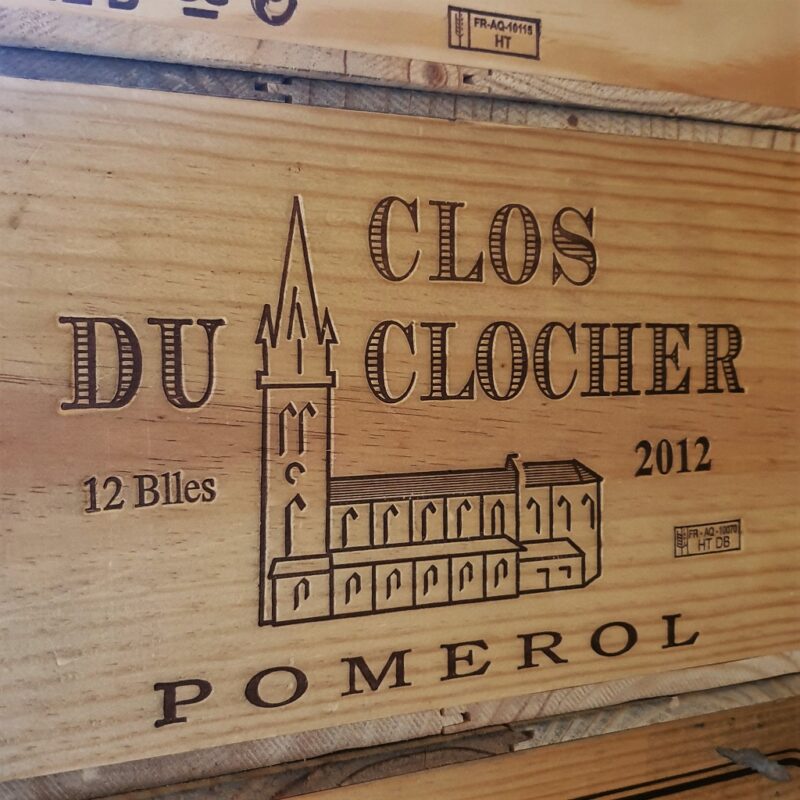 FR-AQ-10115
HT
CLOS
DU CLOCHER
12 Blles
2012
FR-AQ-10070
HT DB
POMEROL